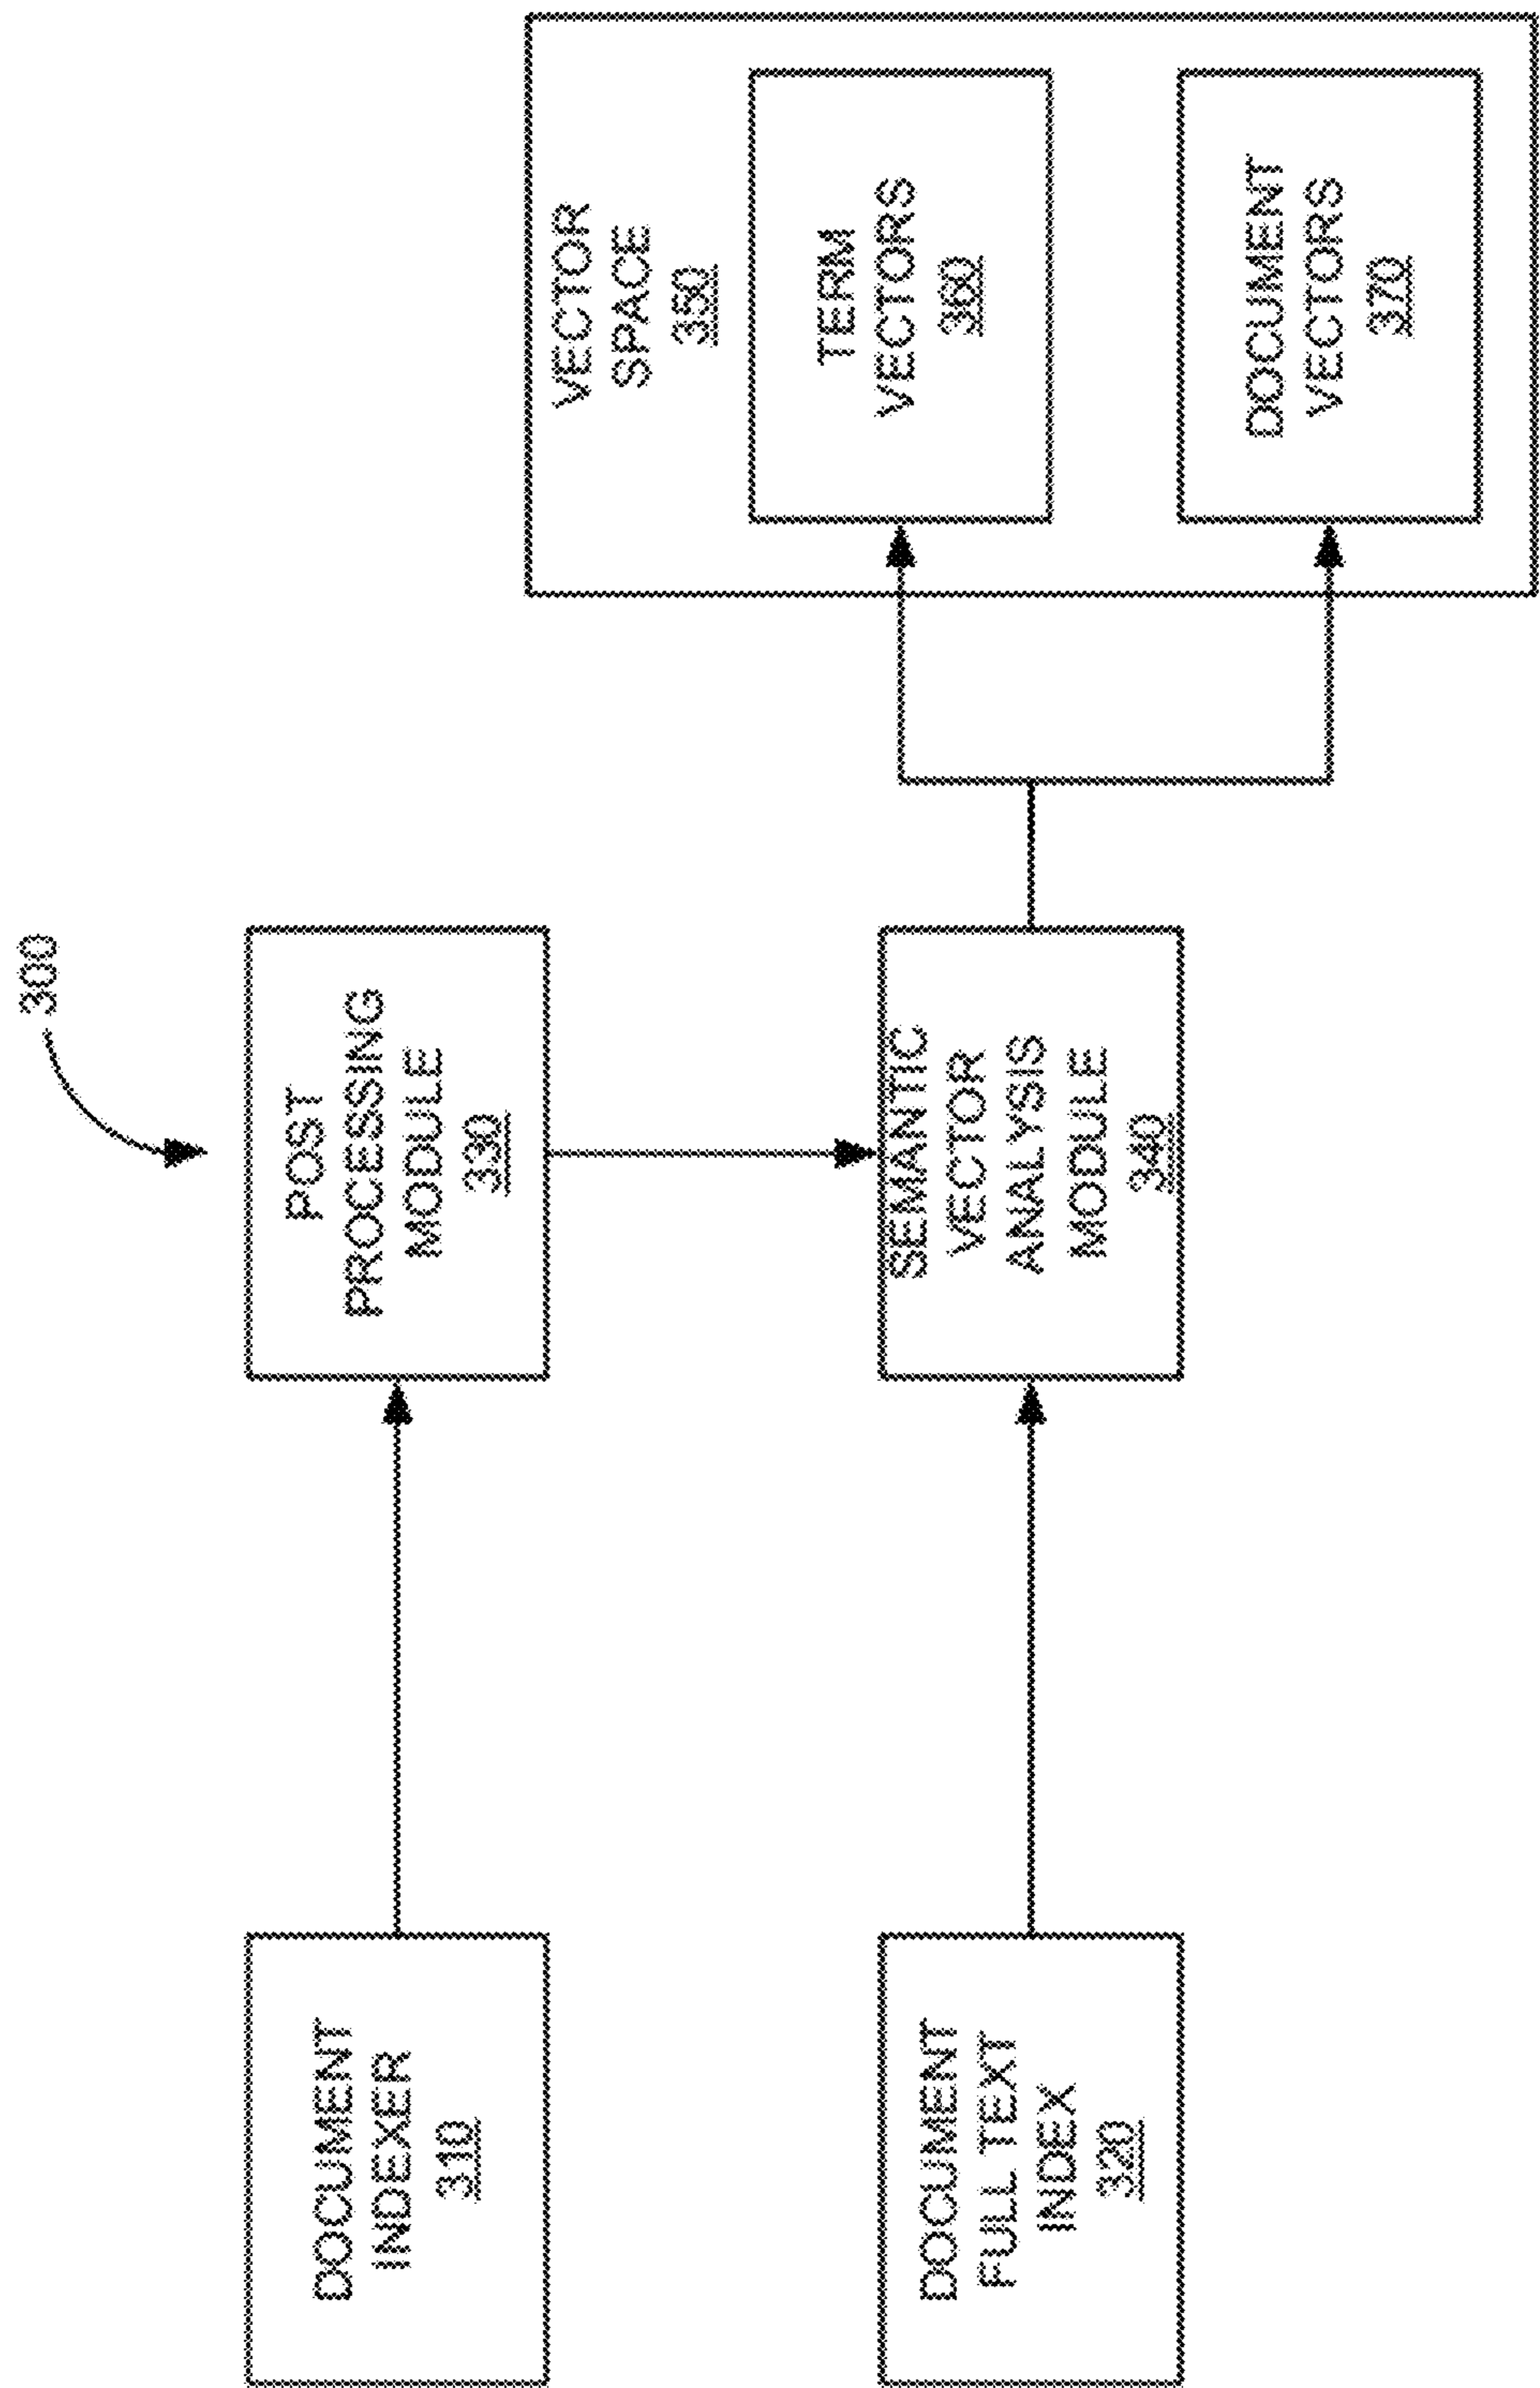 300
DOCUMENT
INDEXER
310
POST
PROCESSING
MODULE
330
VECTOR
SPACE
350
TERM
VECTORS
360
DOCUMENT
FULL TEXT
INDEX
320
SEMANTIC
VECTOR
ANALYSIS
MODULE
340
DOCUMENT
VECTORS
370